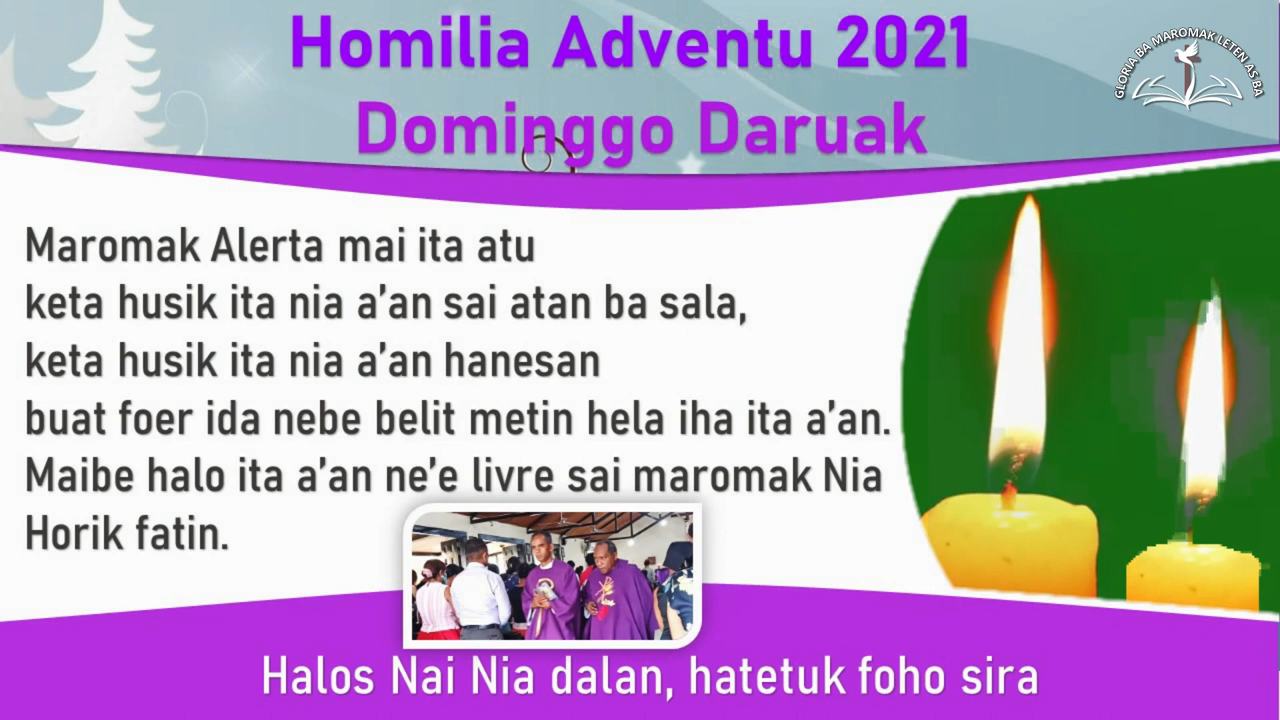 Homilia Adventu 2021
Dominggo Daruak
GLORIA BA MAROMAK LETEN AS BA
Maromak Alerta mai ita atu
keta husik ita nia a’an sai atan ba sala,
keta husik ita nia a’an hanesan
buat foer ida nebe belit metin hela iha ita a’an.
Maibe halo ita a’an ne’e livre sai maromak Nia
Horik fatin.
Halos Nai Nia dalan, hatetuk foho sira